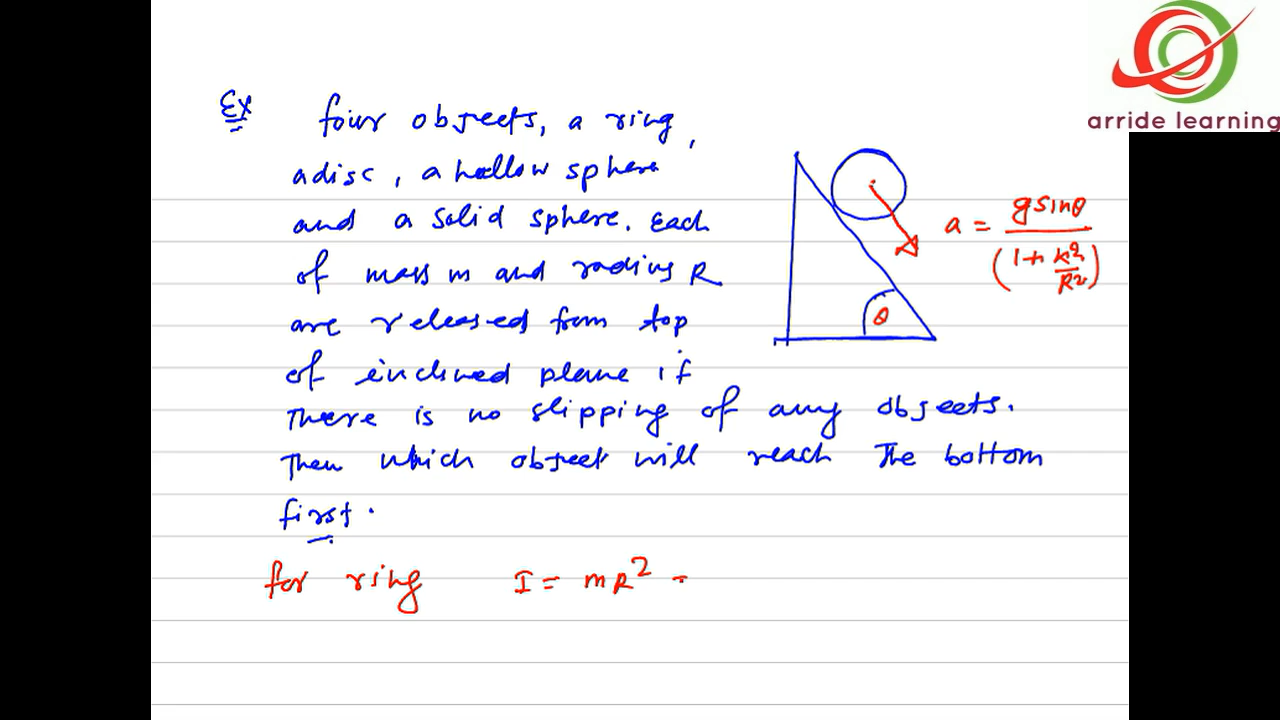 arride learning
Ex four objects, a ring,
a disc, a hollow sphere
and a solid sphere. Each
of mass m and radius R
are released from top
of inclined plane if
There is no slipping of any objects.
Then which object will reach The bottom
first.
a = gsinθ / (1 + k²/R²)
θ
for ring I = mR² -